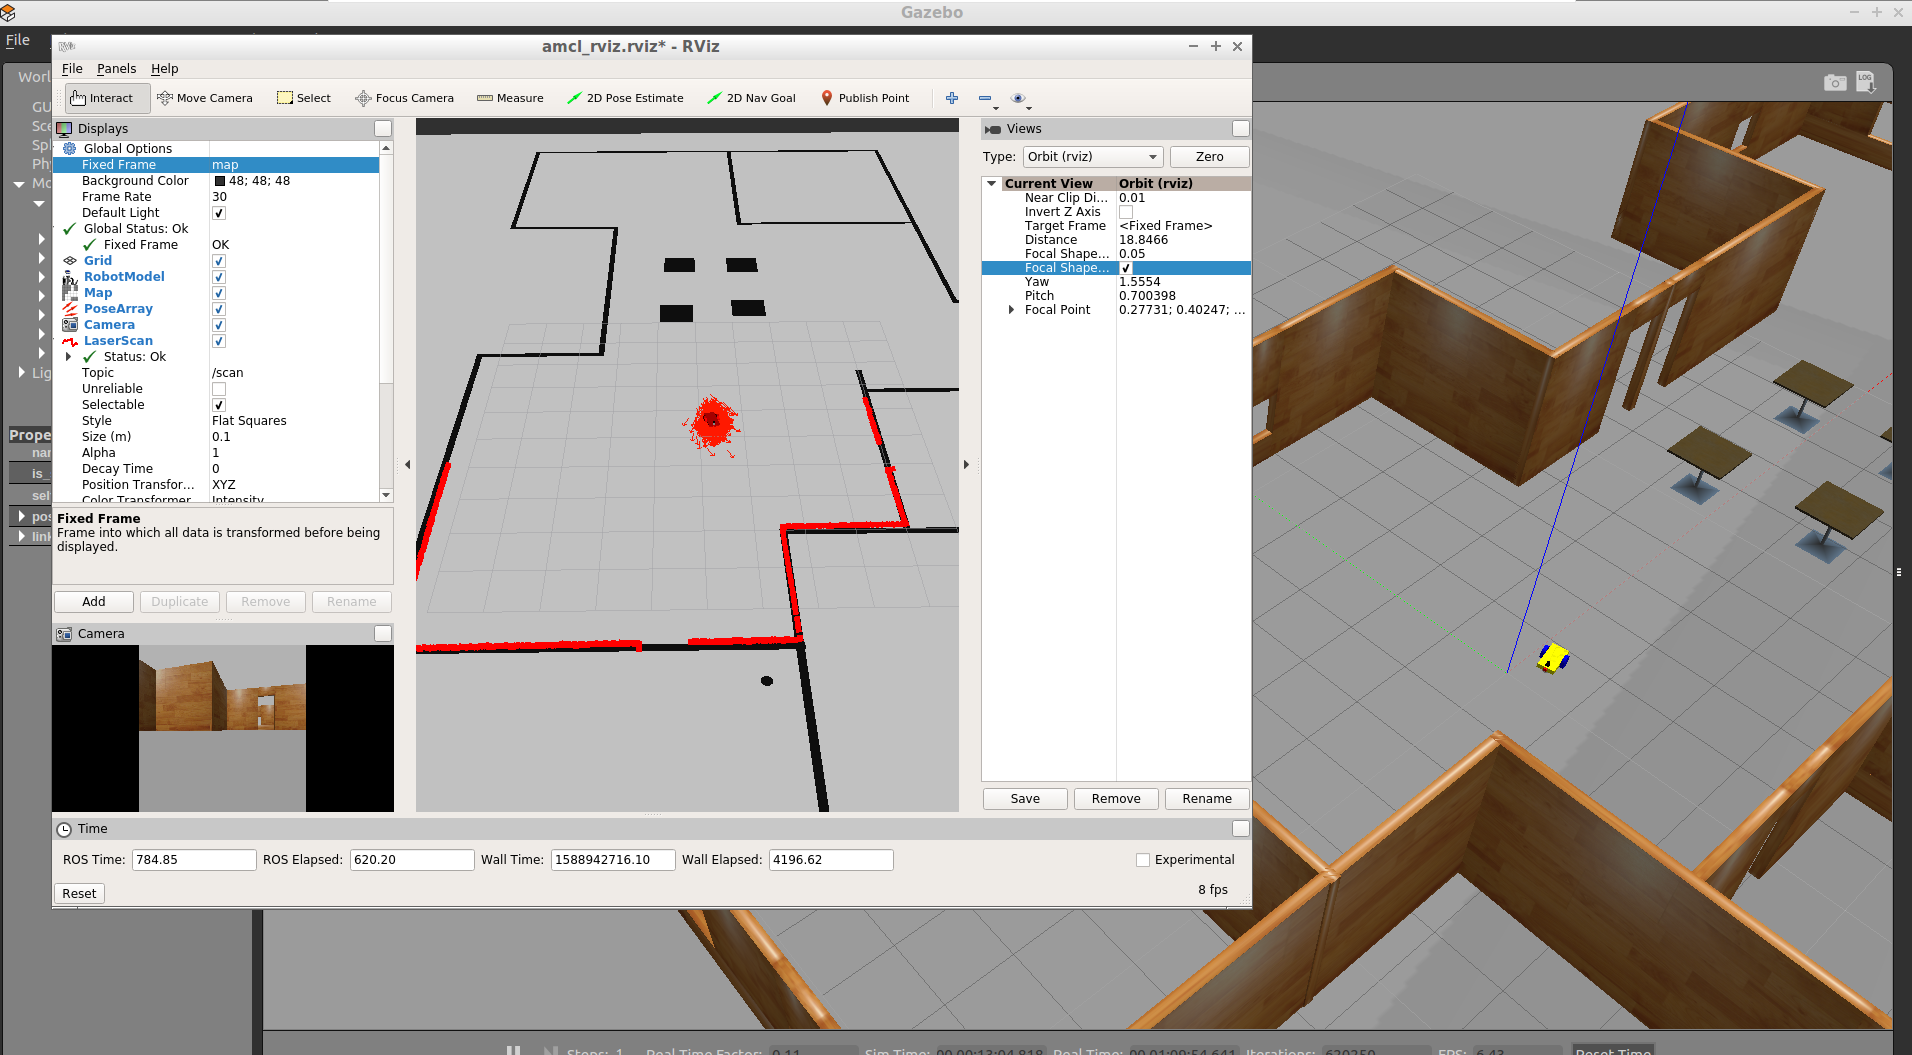 Gazebo
File
Worl
GU
Sce
Sph
Phy
Mo
Lig
Prope
nam
is_
sel
pos
link
amcl_rviz.rviz* - RViz
File Panels Help
Interact Move Camera Select Focus Camera Measure 2D Pose Estimate 2D Nav Goal Publish Point
LOG
Displays
Global Options
Fixed Frame map
Background Color 48; 48; 48
Frame Rate 30
Default Light
Global Status: Ok
Fixed Frame OK
Grid
RobotModel
Map
PoseArray
Camera
LaserScan
Status: Ok
Topic /scan
Unreliable
Selectable
Style Flat Squares
Size (m) 0.1
Alpha 1
Decay Time 0
Position Transfor... XYZ
Color Transformer Intensity
Fixed Frame
Frame into which all data is transformed before being
displayed.
Add Duplicate Remove Rename
Camera
Views
Type: Orbit (rviz) Zero
Current View Orbit (rviz)
Near Clip Di... 0.01
Invert Z Axis
Target Frame <Fixed Frame>
Distance 18.8466
Focal Shape... 0.05
Focal Shape...
Yaw 1.5554
Pitch 0.700398
Focal Point 0.27731; 0.40247; ...
Save Remove Rename
Time
ROS Time: 784.85 ROS Elapsed: 620.20 Wall Time: 1588942716.10 Wall Elapsed: 4196.62 Experimental
Reset 8 fps
Steps: 1 Real Time Factor: 0.11 Sim Time: 00 00:13:04.818 Real Time: 00 01:09:54.641 Iterations: 620250 FPS: 6.43 Reset Time